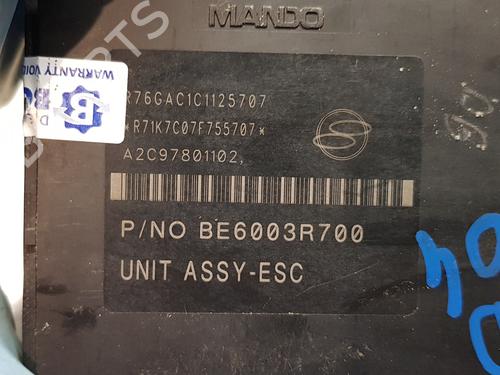 MANDO
R76GAC1C1125707
*R71K7C07F755707*
A2C97801102,
P/NO BE6003R700
UNIT ASSY-ESC
WARRANTY VOID
B